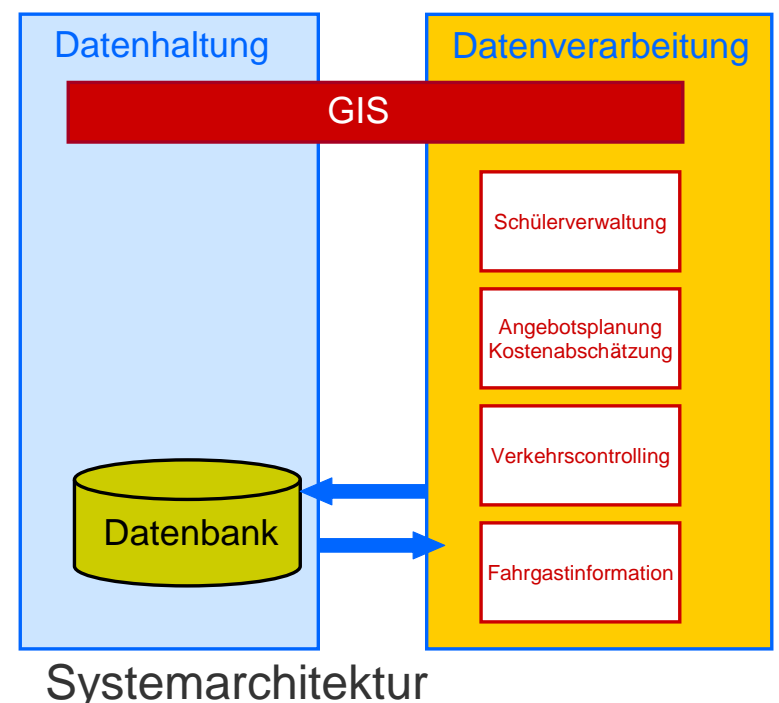 Datenhaltung
Datenverarbeitung
GIS
Schülerverwaltung
Angebotsplanung
Kostenabschätzung
Verkehrscontrolling
Datenbank
Fahrgastinformation
Systemarchitektur